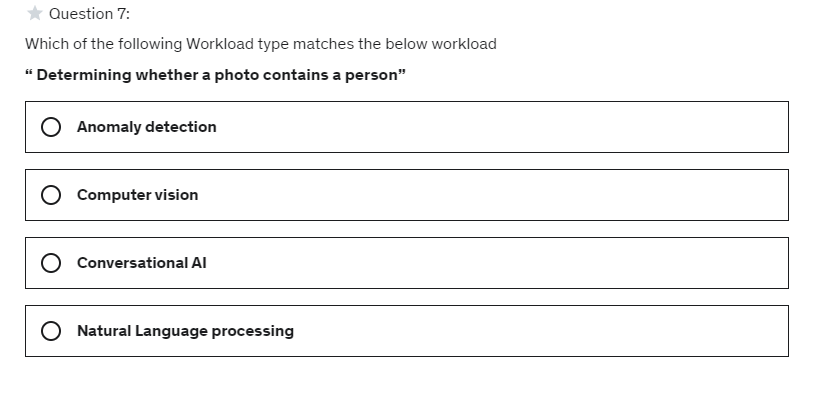 Question 7:
Which of the following Workload type matches the below workload
“ Determining whether a photo contains a person”
Anomaly detection
Computer vision
Conversational AI
Natural Language processing